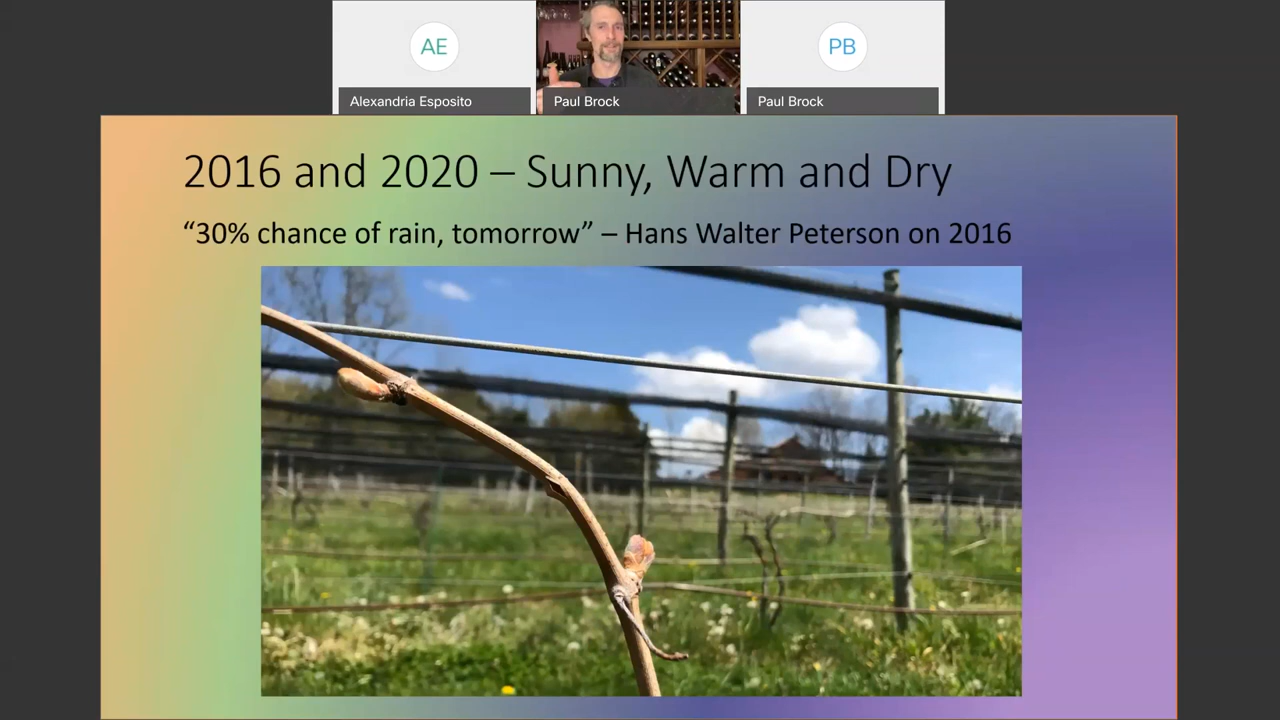 AE
PB
Alexandria Esposito
Paul Brock
Paul Brock
2016 and 2020 – Sunny, Warm and Dry
“30% chance of rain, tomorrow” – Hans Walter Peterson on 2016